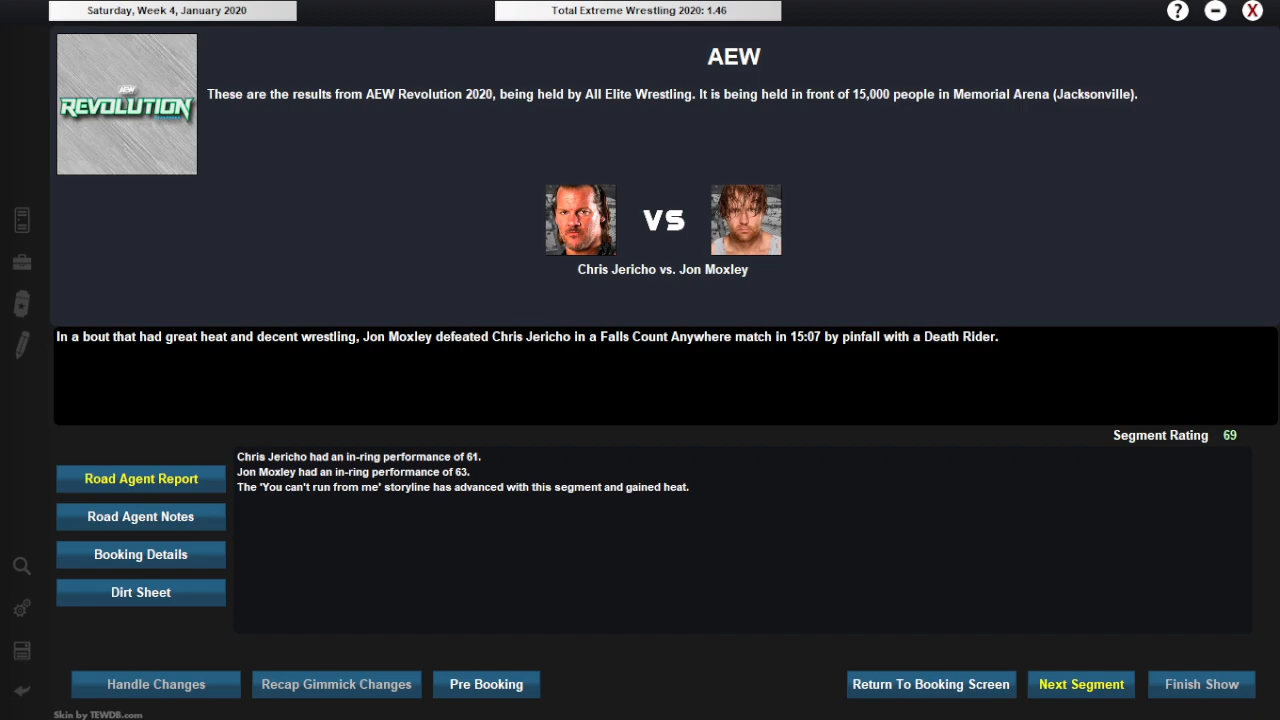 Saturday, Week 4, January 2020
Total Extreme Wrestling 2020: 1.46
?
X
AEW
AEW
REVOLUTION
These are the results from AEW Revolution 2020, being held by All Elite Wrestling. It is being held in front of 15,000 people in Memorial Arena (Jacksonville).
VS
Chris Jericho vs. Jon Moxley
In a bout that had great heat and decent wrestling, Jon Moxley defeated Chris Jericho in a Falls Count Anywhere match in 15:07 by pinfall with a Death Rider.
Segment Rating 69
Road Agent Report
Road Agent Notes
Booking Details
Dirt Sheet
Chris Jericho had an in-ring performance of 61.
Jon Moxley had an in-ring performance of 63.
The 'You can't run from me' storyline has advanced with this segment and gained heat.
Handle Changes
Recap Gimmick Changes
Pre Booking
Return To Booking Screen
Next Segment
Finish Show
Skin by TEWDB.com